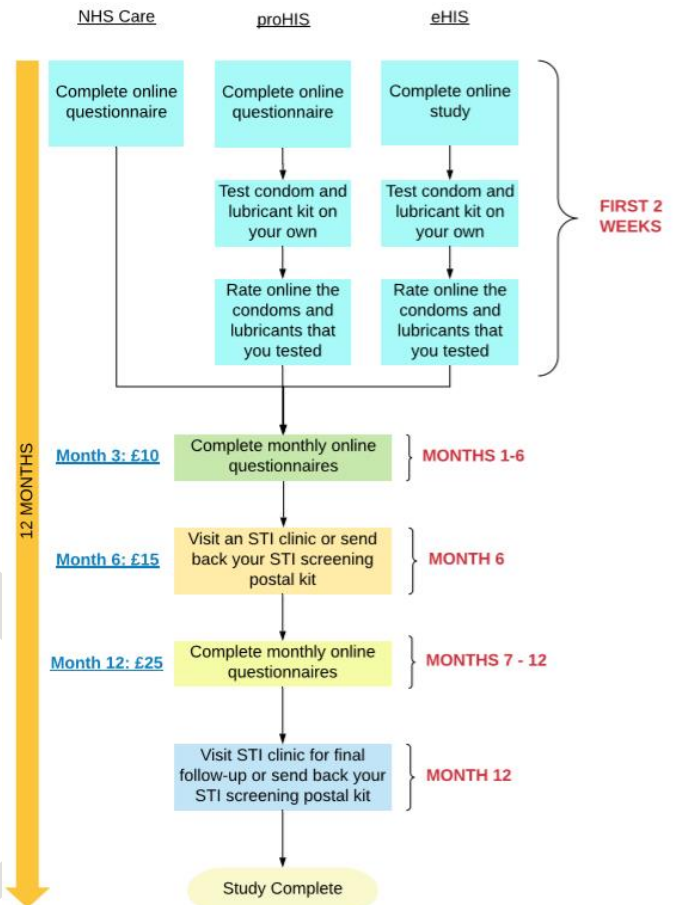 NHS Care
proHIS
eHIS
Complete online
questionnaire
Complete online
questionnaire
Complete online
study
Test condom and
lubricant kit on
your own
Test condom and
lubricant kit on
your own
FIRST 2
WEEKS
Rate online the
condoms and
lubricants that
you tested
Rate online the
condoms and
lubricants that
you tested
12 MONTHS
Month 3: £10
Complete monthly online
questionnaires
MONTHS 1-6
Month 6: £15
Visit an STI clinic or send
back your STI screening
postal kit
MONTH 6
Month 12: £25
Complete monthly online
questionnaires
MONTHS 7 - 12
Visit STI clinic for final
follow-up or send back your
STI screening postal kit
MONTH 12
Study Complete